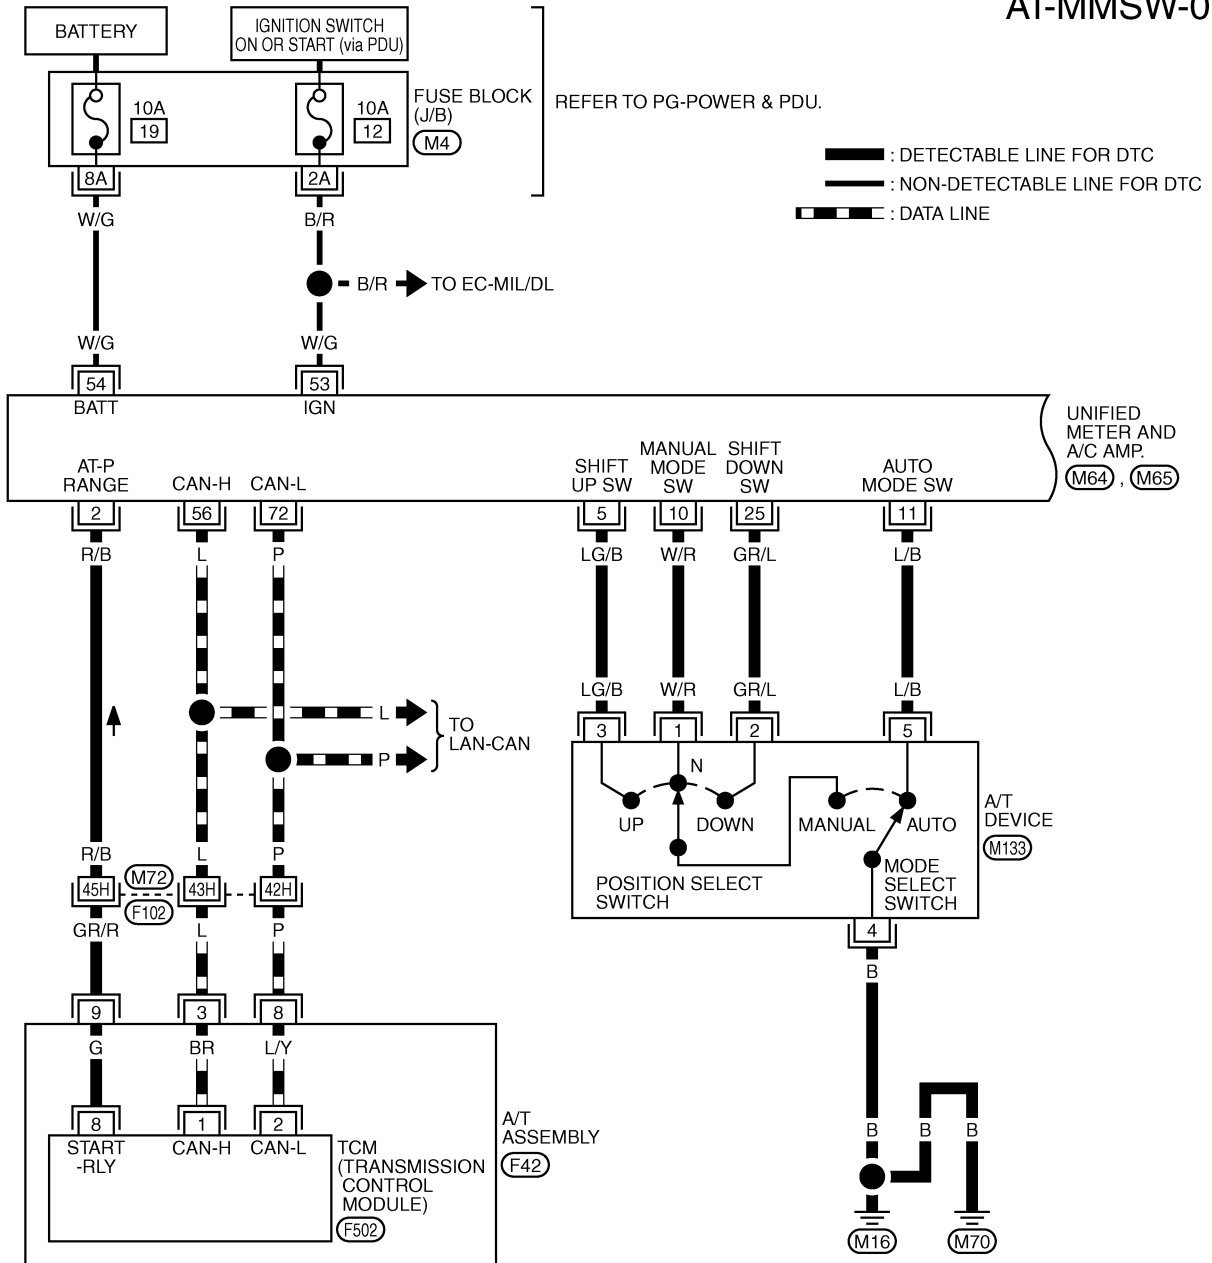 AT-MMSW-0
BATTERY
IGNITION SWITCH
ON OR START (via PDU)
10A
19
10A
12
FUSE BLOCK
(J/B)
M4
REFER TO PG-POWER & PDU.
: DETECTABLE LINE FOR DTC
: NON-DETECTABLE LINE FOR DTC
: DATA LINE
8A
2A
W/G
B/R
B/R
TO EC-MIL/DL
W/G
W/G
54
53
BATT
IGN
UNIFIED
METER AND
A/C AMP.
M64 , M65
AT-P
RANGE
CAN-H
CAN-L
SHIFT
UP SW
MANUAL
MODE
SW
SHIFT
DOWN
SW
AUTO
MODE SW
2
56
72
5
10
25
11
R/B
L
P
LG/B
W/R
GR/L
L/B
LG/B
W/R
GR/L
L/B
L
P
TO
LAN-CAN
3
1
2
5
N
UP
DOWN
MANUAL
AUTO
A/T
DEVICE
M133
POSITION SELECT
SWITCH
MODE
SELECT
SWITCH
R/B
L
P
45H
M72
F102
43H
42H
GR/R
L
P
4
B
9
3
8
G
BR
L/Y
8
1
2
START
-RLY
CAN-H
CAN-L
TCM
(TRANSMISSION
CONTROL
MODULE)
F502
A/T
ASSEMBLY
F42
B
B
B
M16
M70